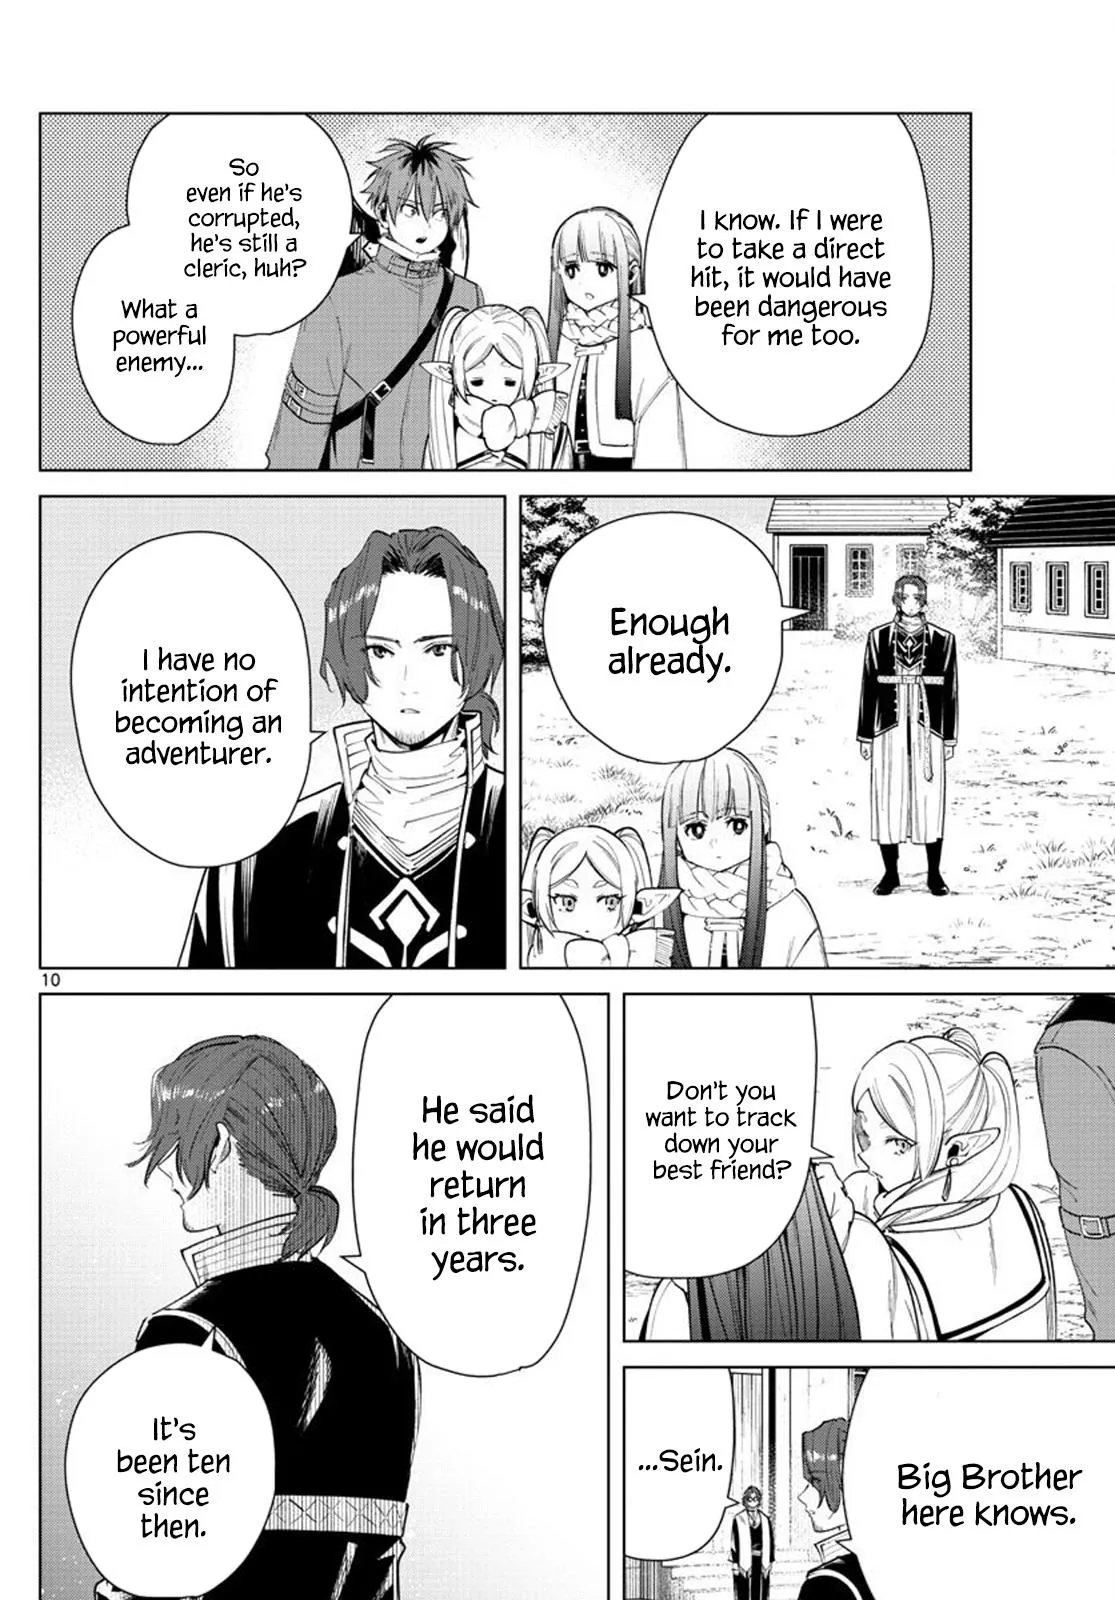 I know. If I were
to take a direct
hit, it would have
been dangerous
for me too.
So
even if he's
corrupted,
he's still a
cleric, huh?
What a
powerful
enemy...
Enough
already.
I have no
intention of
becoming an
adventurer.
10
Don't you
want to track
down your
best friend?
Big Brother
here knows.
...Sein.
He said
he would
return
in three
years.
It's
been ten
since
then.